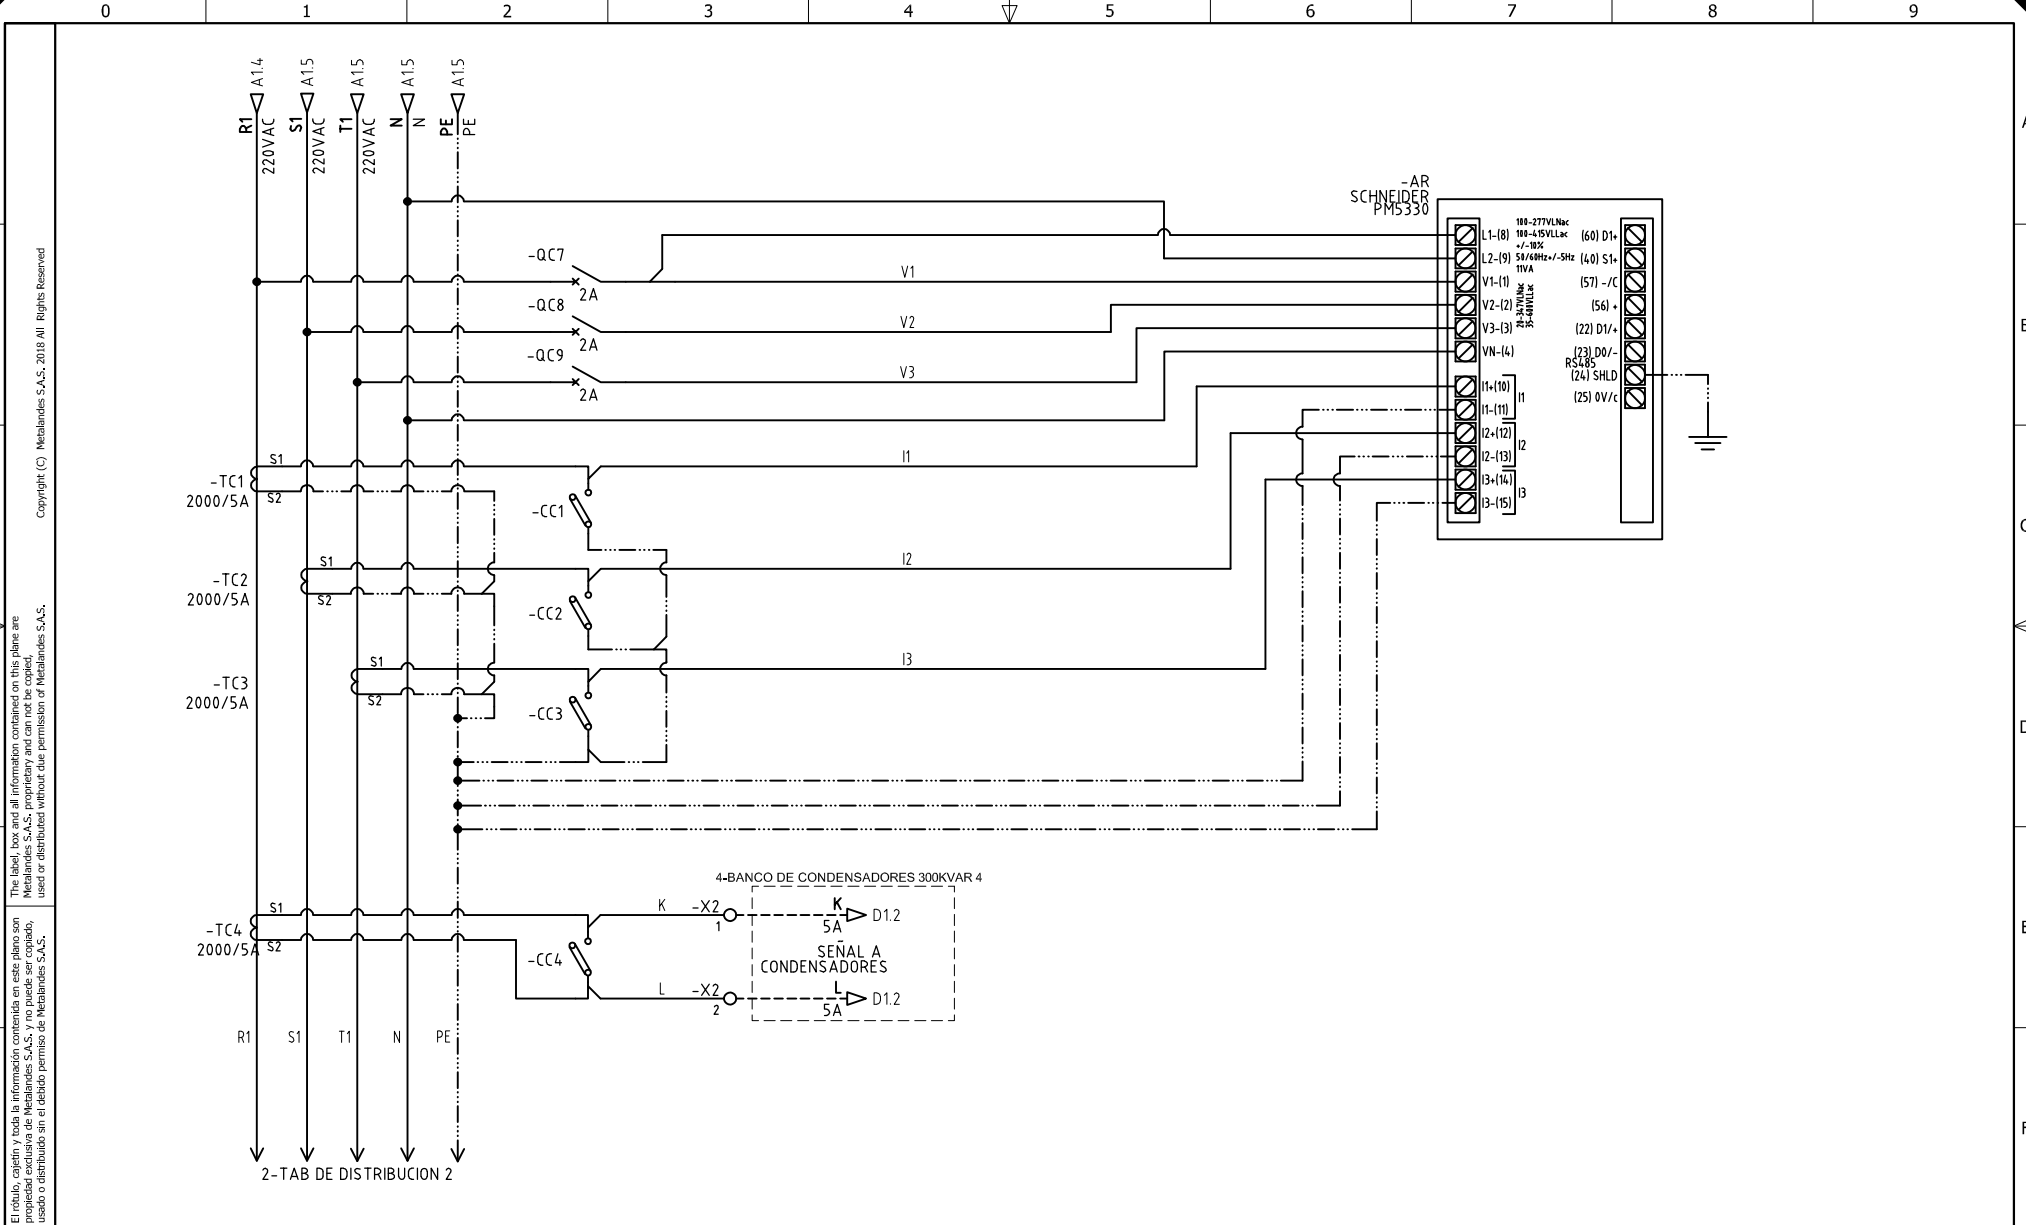 0 1 2 3 4 5 6 7 8 9
A1.4 A1.5 A1.5 A1.5 A1.5
R1 S1 T1 N PE
220VAC 220VAC 220VAC N PE
-AR
SCHNEIDER
PM5330
L1-(8)
L2-(9)
V1-(1)
V2-(2)
V3-(3)
VN-(4)
I1+(10)
I1-(11)
I2+(12)
I2-(13)
I3+(14)
I3-(15)
I1
I2
I3
100-277VLNac
100-415VLLac
+/-10%
50/60Hz+/-5Hz
11VA
20-347VLNac
35-600VLLac
(60) D1+
(40) S1+
(57) -/C
(56) +
(22) D1/+
(23) D0/-
RS485
(24) SHLD
(25) 0V/c
-QC7
2A
V1
-QC8
2A
V2
-QC9
2A
V3
-TC1
2000/5A
S1
S2
-CC1
I1
-TC2
2000/5A
S1
S2
-CC2
I2
-TC3
2000/5A
S1
S2
-CC3
I3
-TC4
2000/5A
S1
S2
-CC4
4-BANCO DE CONDENSADORES 300KVAR 4
K
-X2
1
K
5A
D1.2
-
SEÑAL A
CONDENSADORES
L
-X2
2
L
5A
D1.2
R1 S1 T1 N PE
2-TAB DE DISTRIBUCION 2
Copyright (C) Metalandes S.A.S. 2018 All Rights Reserved
The label, box and all information contained on this plane are
Metalandes S.A.S. proprietary and can not be copied,
used or distributed without due permission of Metalandes S.A.S.
El rótulo, cajetín y toda la información contenida en este plano son
propiedad exclusiva de Metalandes S.A.S. y no puede ser copiado,
usado o distribuido sin el debido permiso de Metalandes S.A.S.